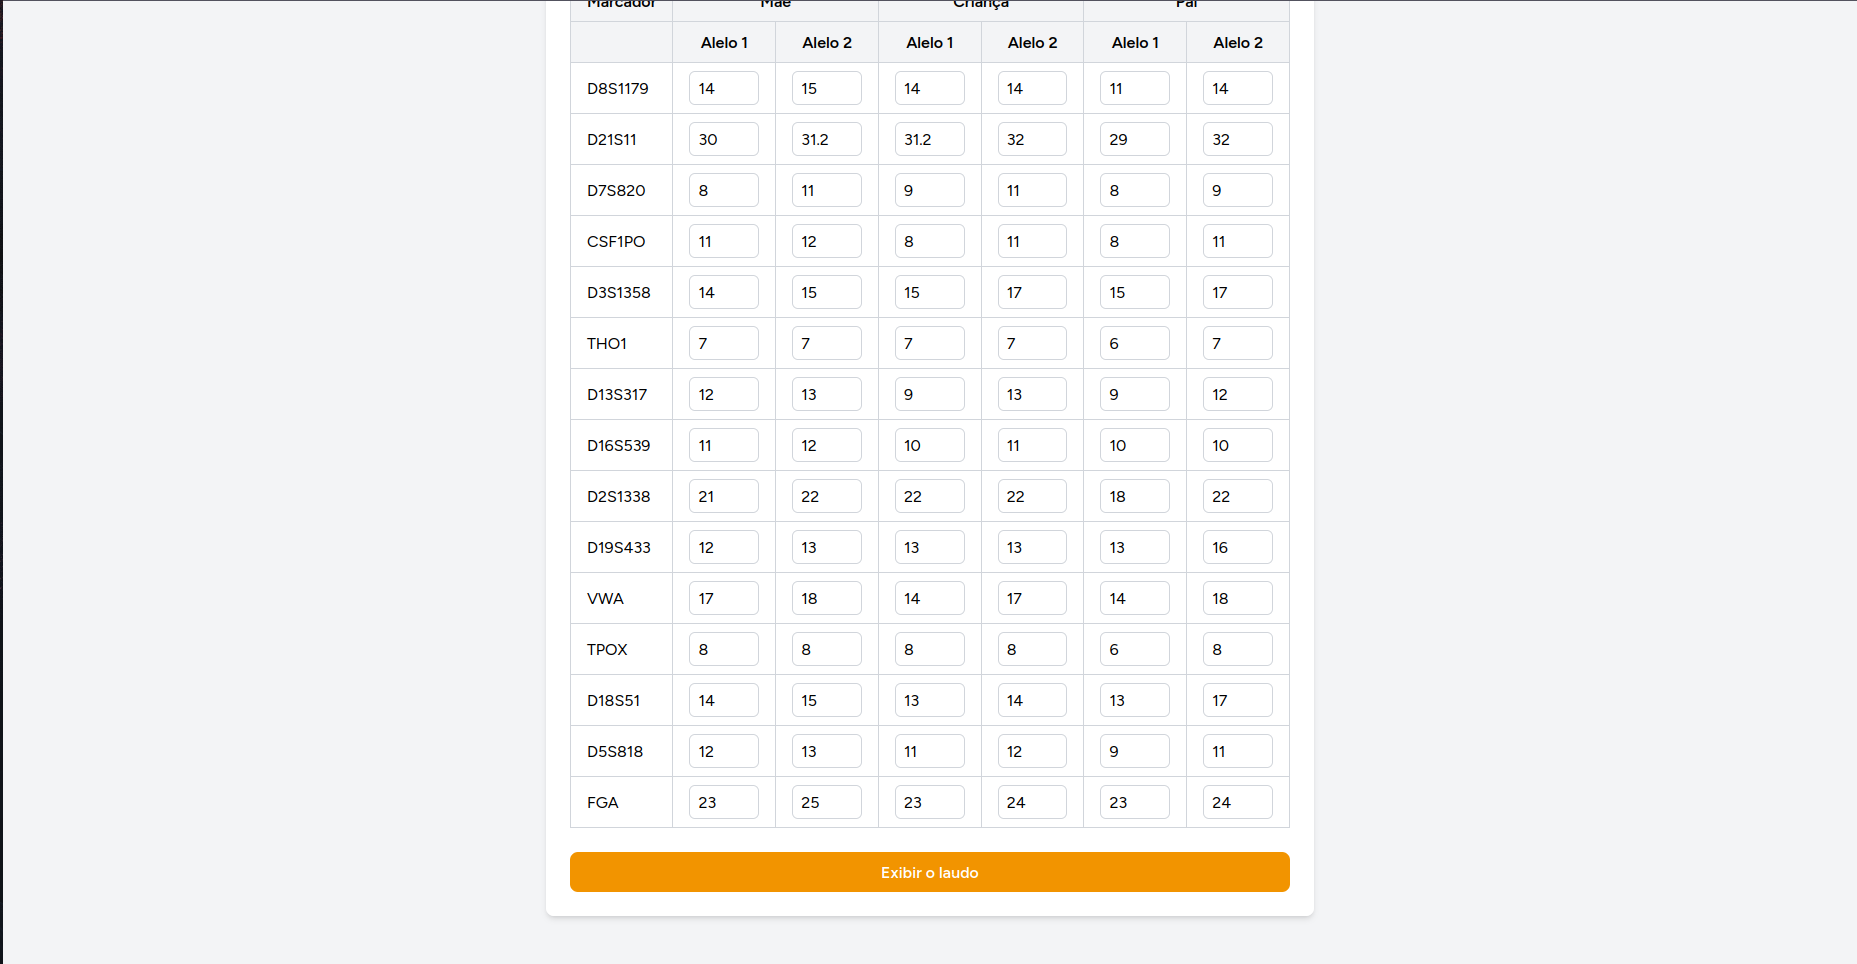 Marcador Mãe Criança Pai
Alelo 1 Alelo 2 Alelo 1 Alelo 2 Alelo 1 Alelo 2
D8S1179 14 15 14 14 11 14
D21S11 30 31.2 31.2 32 29 32
D7S820 8 11 9 11 8 9
CSF1PO 11 12 8 11 8 11
D3S1358 14 15 15 17 15 17
THO1 7 7 7 7 6 7
D13S317 12 13 9 13 9 12
D16S539 11 12 10 11 10 10
D2S1338 21 22 22 22 18 22
D19S433 12 13 13 13 13 16
VWA 17 18 14 17 14 18
TPOX 8 8 8 8 6 8
D18S51 14 15 13 14 13 17
D5S818 12 13 11 12 9 11
FGA 23 25 23 24 23 24
Exibir o laudo